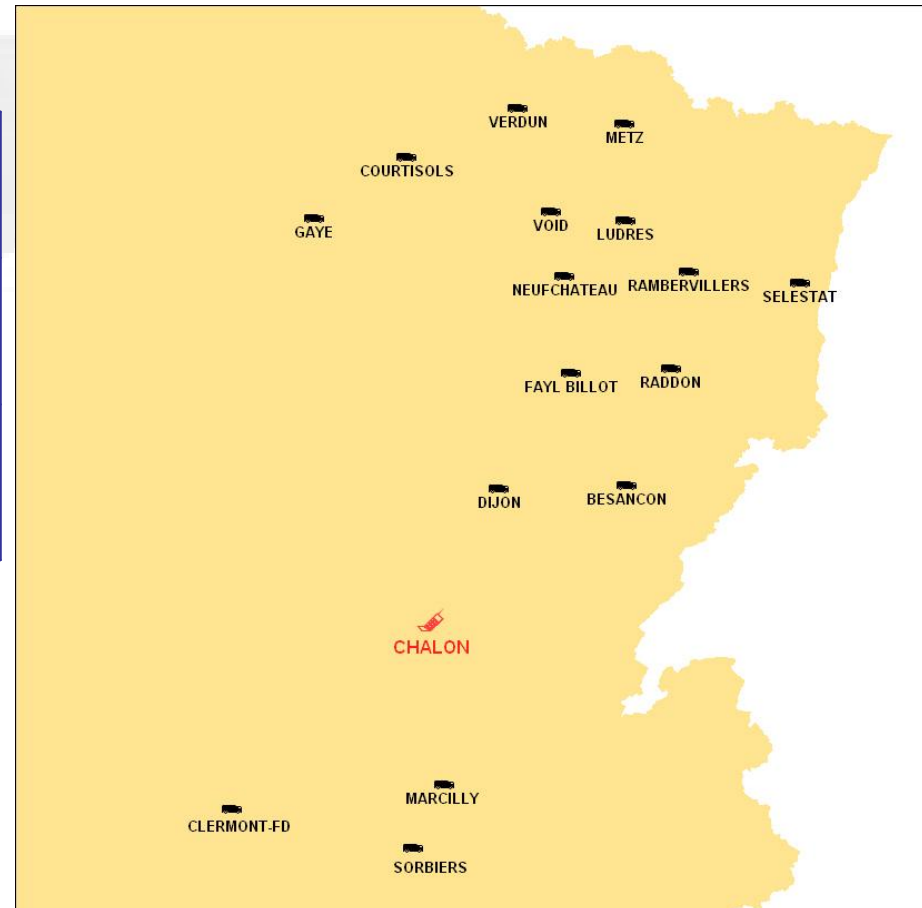 VERDUN
METZ
COURTISOLS
GAYE
VOID
LUDRES
NEUFCHATEAU
RAMBERVILLERS
SELESTAT
FAYL BILLOT
RADDON
DIJON
BESANCON
CHALON
MARCILLY
CLERMONT-FD
SORBIERS